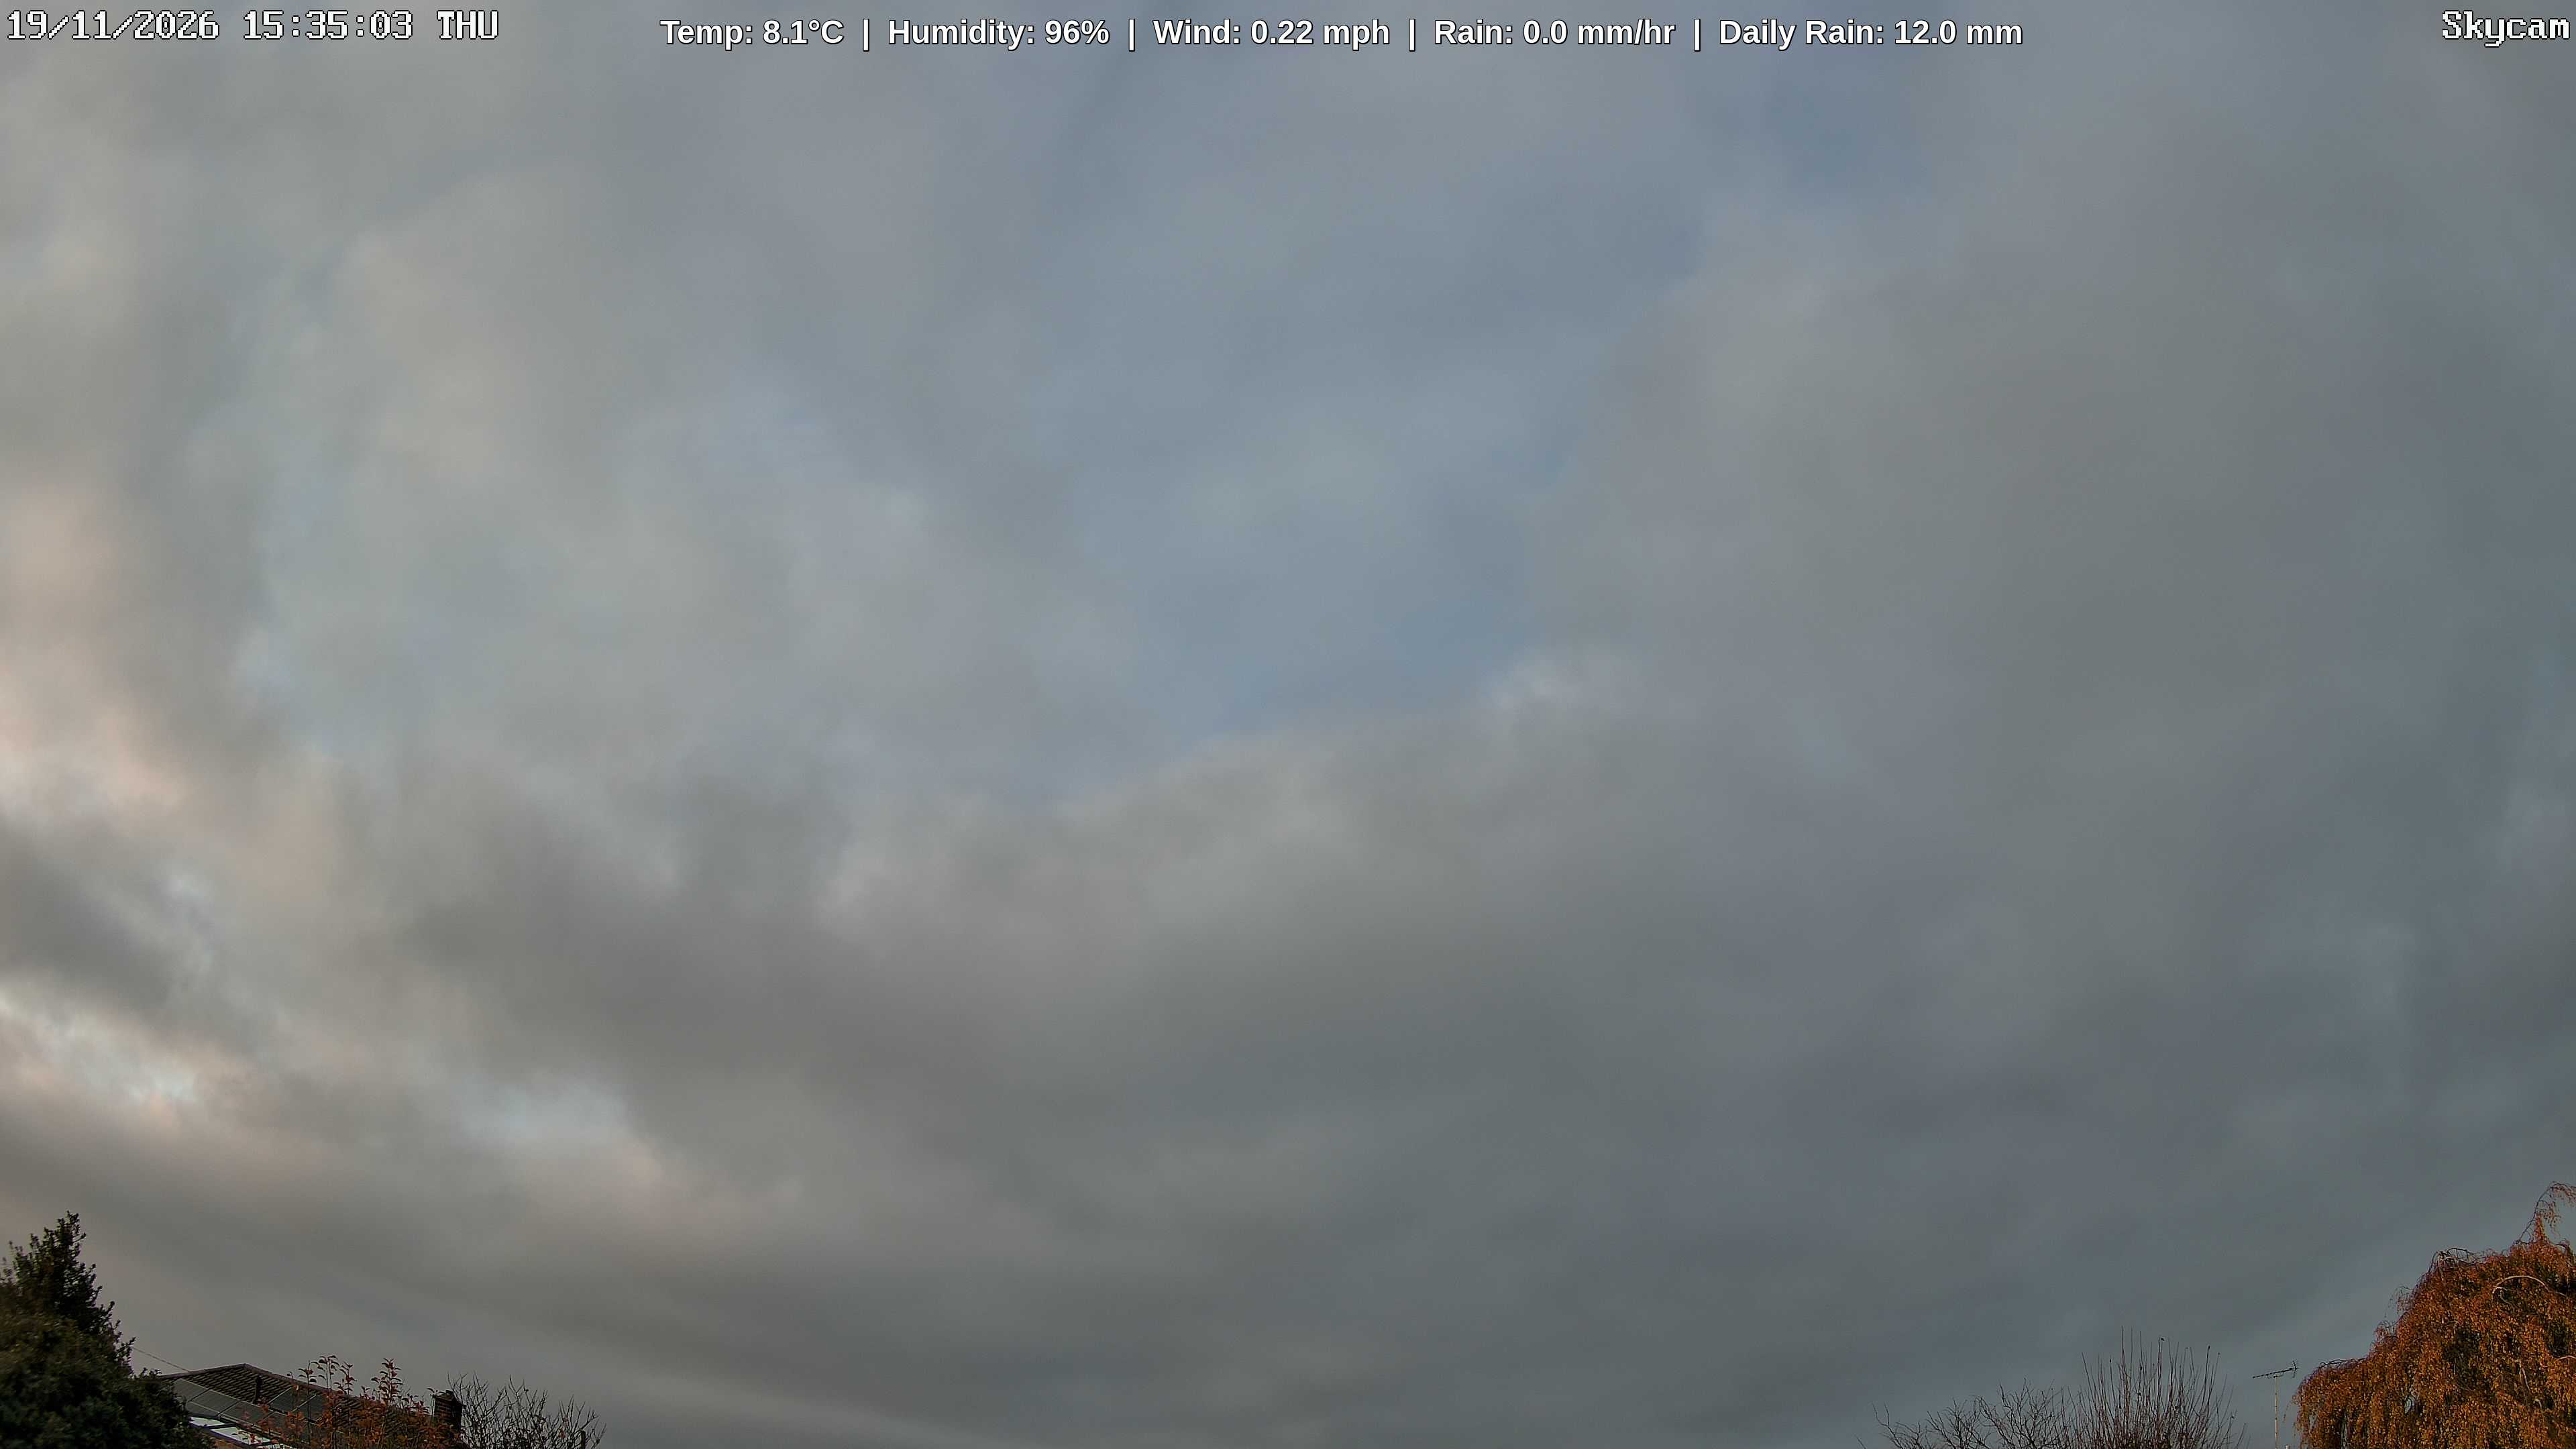 19/11/2026 15:35:03 THU
Temp: 8.1°C | Humidity: 96% | Wind: 0.22 mph | Rain: 0.0 mm/hr | Daily Rain: 12.0 mm
Skycam